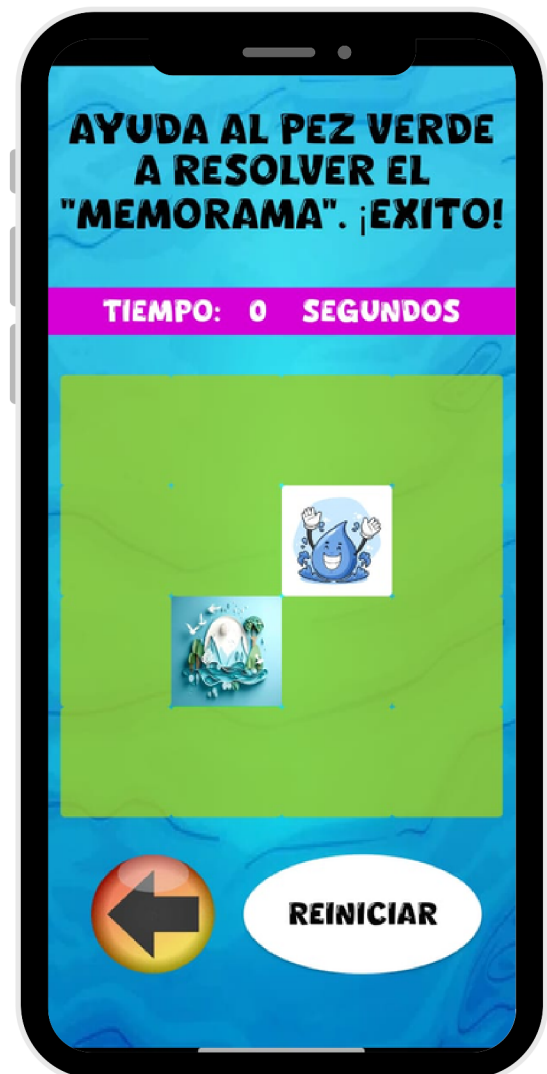 AYUDA AL PEZ VERDE
A RESOLVER EL
"MEMORAMA". ¡EXITO!
TIEMPO: 0 SEGUNDOS
REINICIAR